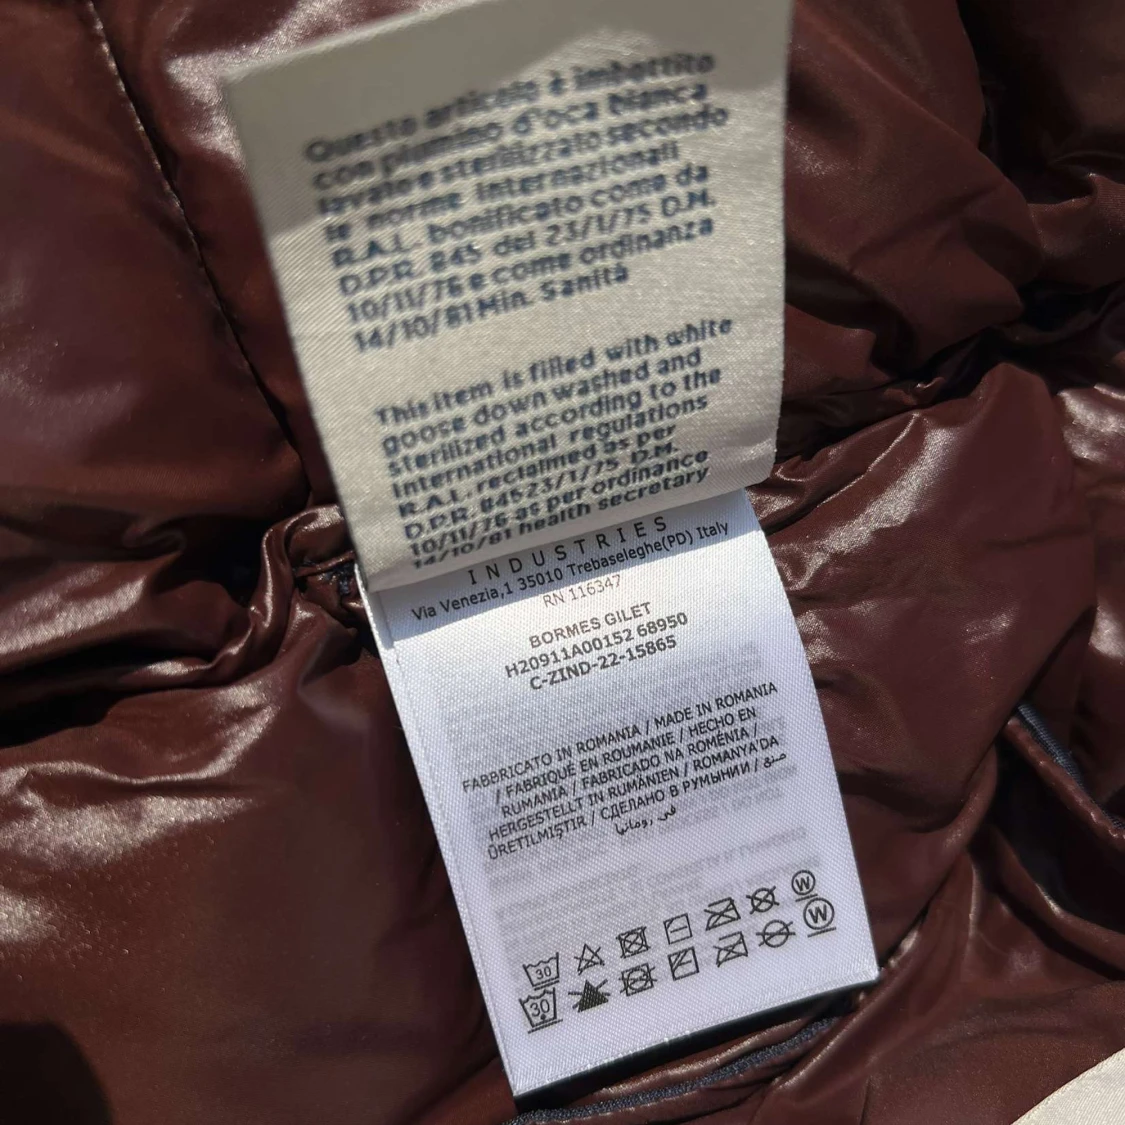 Questo articolo è imbottito
con piumino d'oca bianca
lavato e sterilizzato secondo
le norme internazionali
R.A.L. bonificato come da
D.P.R. 845 del 23/1/75 D.M.
10/11/76 e come ordinanza
14/10/81 Min. Sanità
This item is filled with white
goose down washed and
sterilized according to the
international regulations
R.A.L. reclaimed as per
D.P.R. 84523/1/75 D.M.
10/11/76 as per ordinance
14/10/81 health secretary
INDUSTRIES
Via Venezia,1 35010 Trebaseleghe(PD) Italy
RN 116347
BORMES GILET
H20911A00152 68950
C-ZIND-22-15865
FABBRICATO IN ROMANIA / MADE IN ROMANIA
/ FABRIQUÉ EN ROUMANIE / HECHO EN
RUMANIA / FABRICADO NA ROMÉNIA /
HERGESTELLT IN RUMÄNIEN / ROMANYA'DA
ÜRETILMIŞTIR / СДЕЛАНО В РУМЫНИИ / صنع
في رومانيا
30 W
30 W